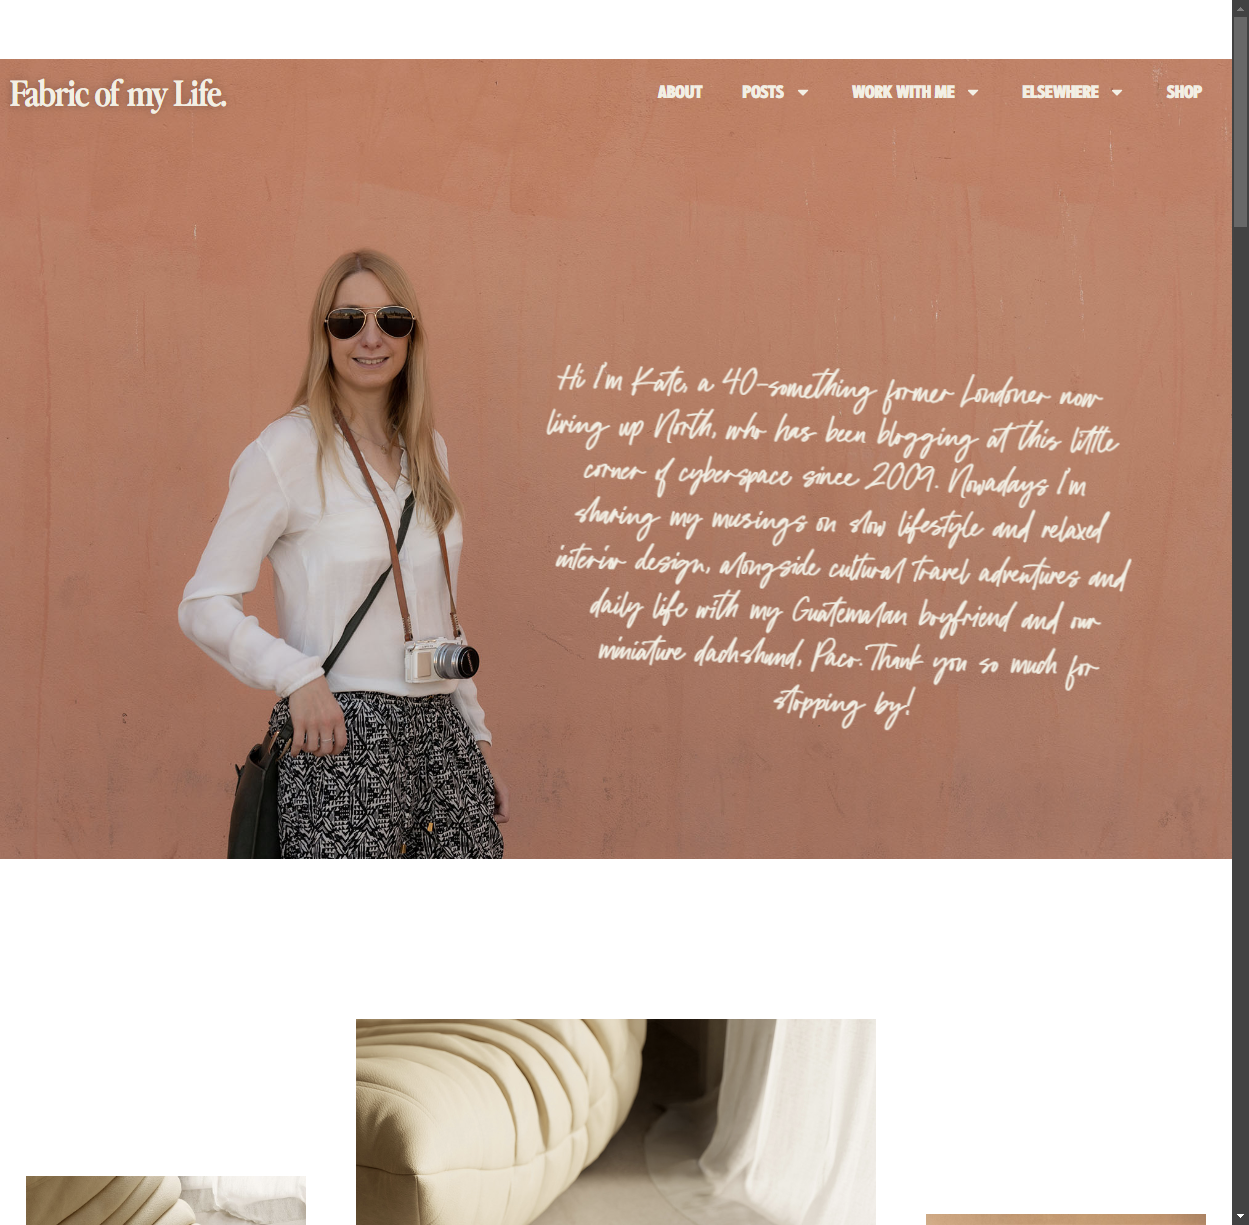 Fabric of my Life.
ABOUT
POSTS
WORK WITH ME
ELSEWHERE
SHOP
Hi I'm Kate, a 40-something former Londoner now
living up North, who has been blogging at this little
corner of cyberspace since 2009. Nowadays I'm
sharing my musings on slow lifestyle and relaxed
interior design, alongside cultural travel adventures and
daily life with my Guatemalan boyfriend and our
miniature dachshund, Paco. Thank you so much for
stopping by!